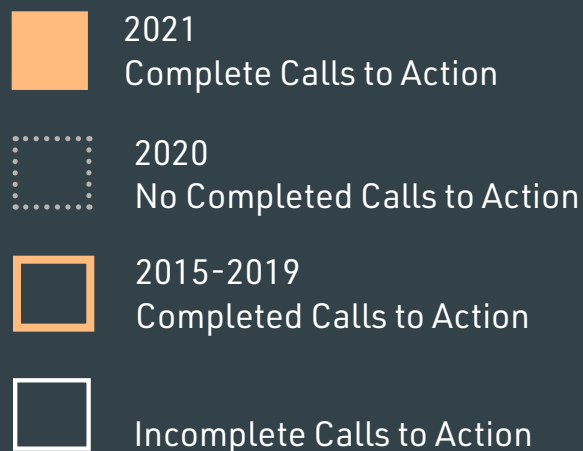 2021
Complete Calls to Action
2020
No Completed Calls to Action
2015-2019
Completed Calls to Action
Incomplete Calls to Action